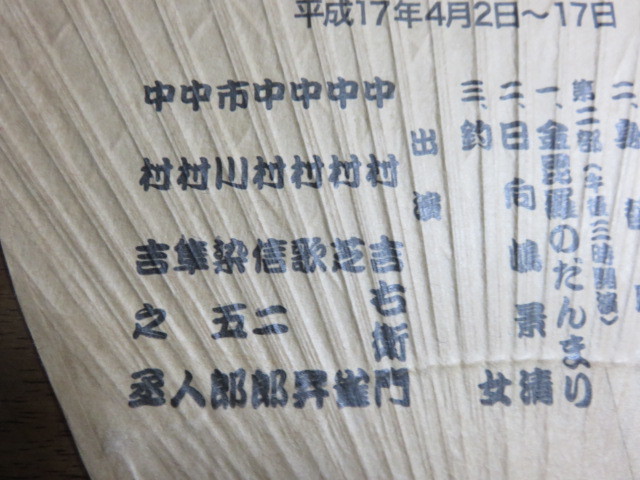 平成17年4月2日〜17日
二、
第二部（午後三時開演）
一、金毘羅のだんまり
二、日向嶋景清
三、釣女
出演
中村吉右衛門
中村芝雀
中村歌昇
中村信二郎
市川染五郎
中村隼人
中村吉之丞